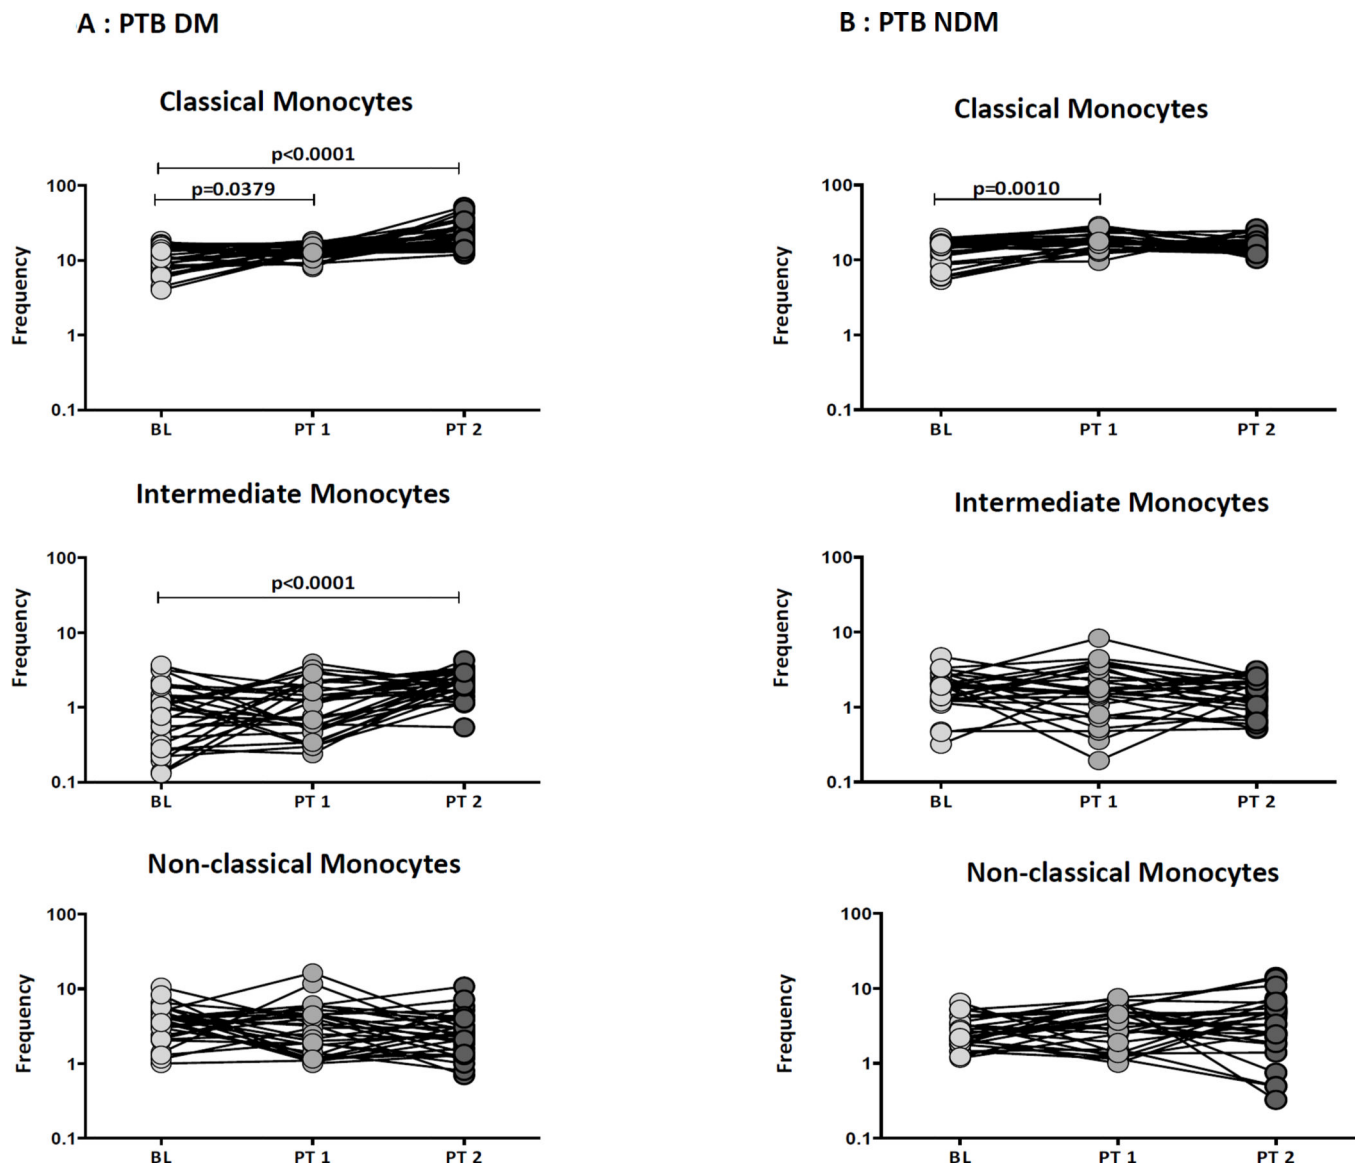 A : PTB DM
Classical Monocytes
p<0.0001
p=0.0379
100
10
1
0.1
Frequency
BL PT 1 PT 2
Intermediate Monocytes
p<0.0001
100
10
1
0.1
Frequency
BL PT 1 PT 2
Non-classical Monocytes
100
10
1
0.1
Frequency
BL PT 1 PT 2
B : PTB NDM
Classical Monocytes
p=0.0010
100
10
1
0.1
Frequency
BL PT 1 PT 2
Intermediate Monocytes
100
10
1
0.1
Frequency
BL PT 1 PT 2
Non-classical Monocytes
100
10
1
0.1
Frequency
BL PT 1 PT 2